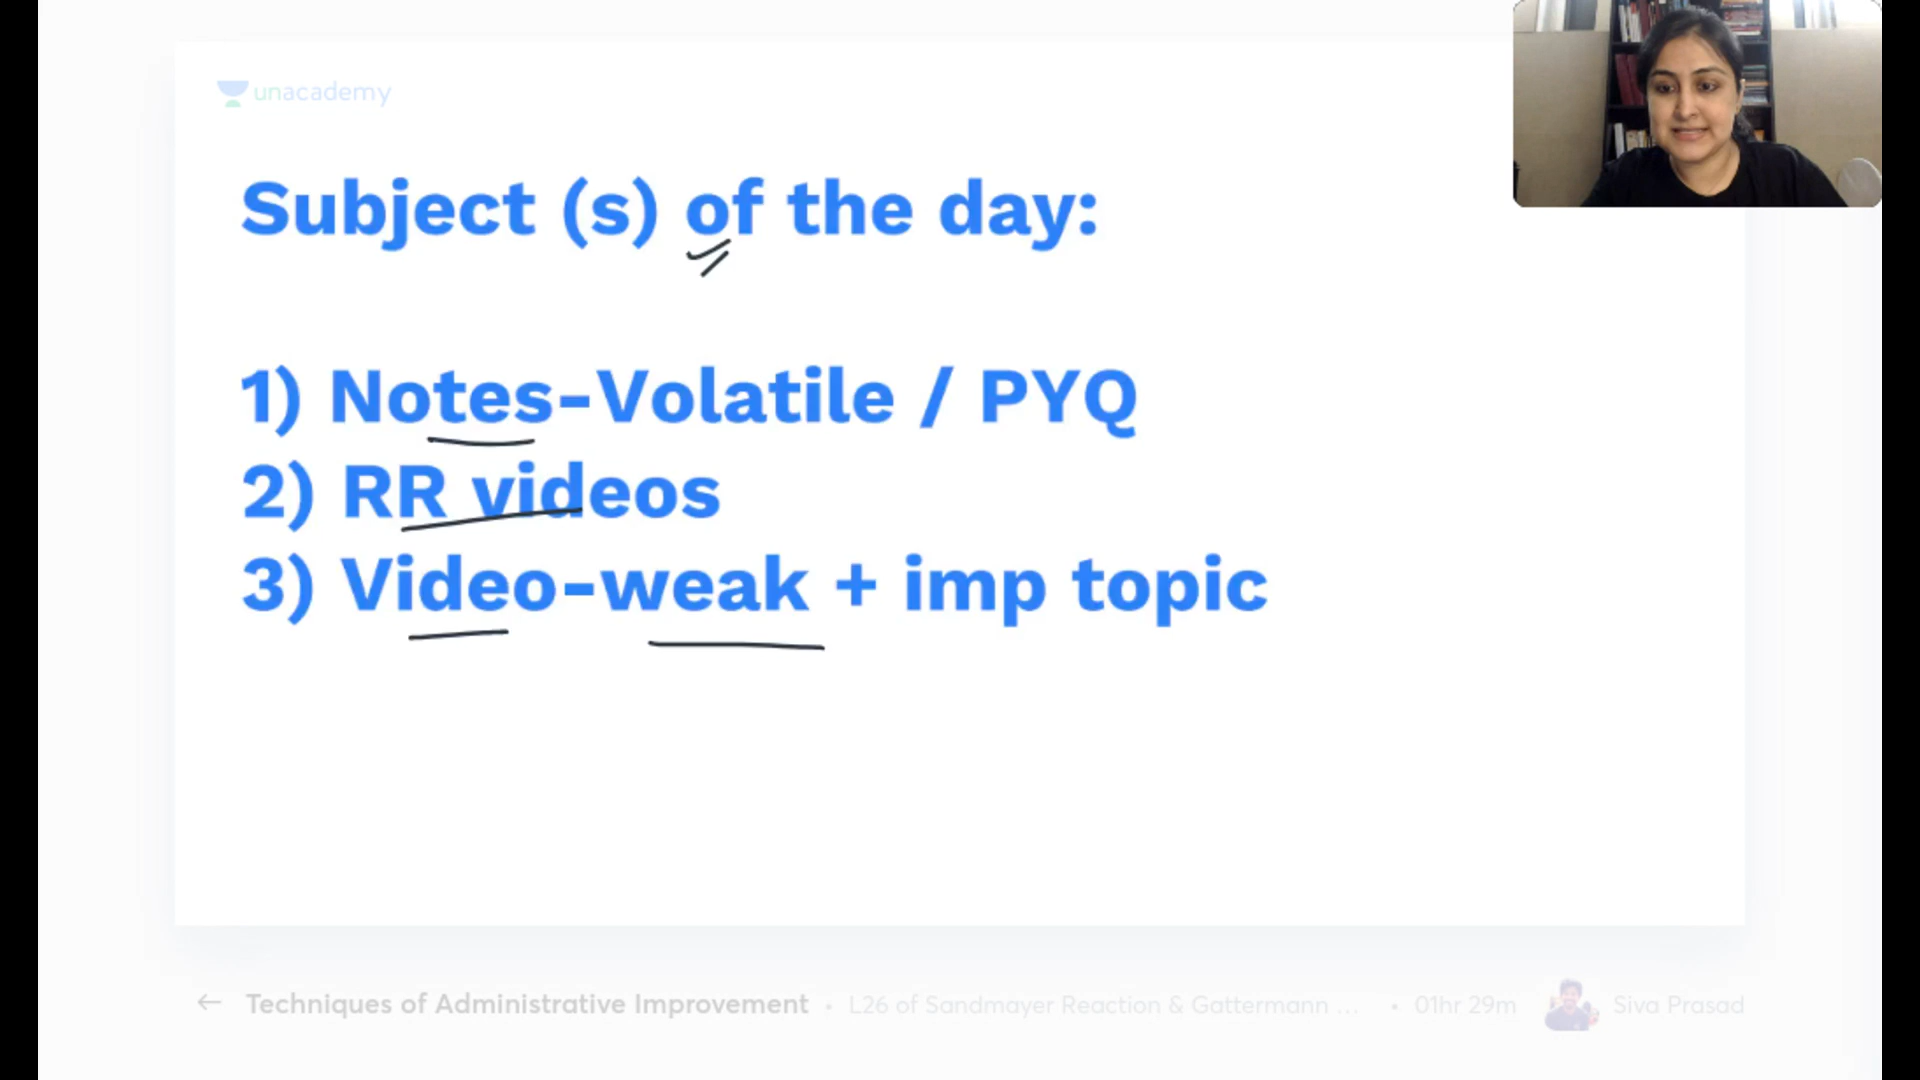 unacademy
Subject (s) of the day:
1) Notes-Volatile / PYQ
2) RR videos
3) Video-weak + imp topic
← Techniques of Administrative Improvement • L26 of Sandmayer Reaction & Gattermann ... • 01hr 29m Siva Prasad